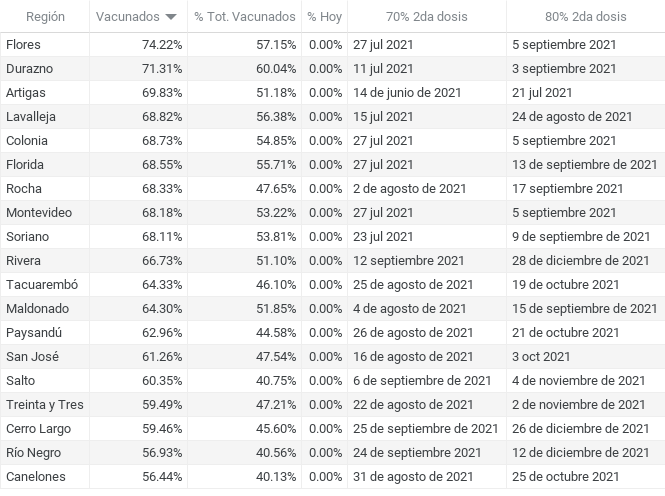 Región Vacunados % Tot. Vacunados % Hoy 70% 2da dosis 80% 2da dosis
Flores 74.22% 57.15% 0.00% 27 jul 2021 5 septiembre 2021
Durazno 71.31% 60.04% 0.00% 11 jul 2021 3 septiembre 2021
Artigas 69.83% 51.18% 0.00% 14 de junio de 2021 21 jul 2021
Lavalleja 68.82% 56.38% 0.00% 15 jul 2021 24 de agosto de 2021
Colonia 68.73% 54.85% 0.00% 27 jul 2021 5 septiembre 2021
Florida 68.55% 55.71% 0.00% 27 jul 2021 13 de septiembre de 2021
Rocha 68.33% 47.65% 0.00% 2 de agosto de 2021 17 septiembre 2021
Montevideo 68.18% 53.22% 0.00% 27 jul 2021 5 septiembre 2021
Soriano 68.11% 53.81% 0.00% 23 jul 2021 9 de septiembre de 2021
Rivera 66.73% 51.10% 0.00% 12 septiembre 2021 28 de diciembre de 2021
Tacuarembó 64.33% 46.10% 0.00% 25 de agosto de 2021 19 de octubre 2021
Maldonado 64.30% 51.85% 0.00% 4 de agosto de 2021 15 de septiembre de 2021
Paysandú 62.96% 44.58% 0.00% 26 de agosto de 2021 21 de octubre 2021
San José 61.26% 47.54% 0.00% 16 de agosto de 2021 3 oct 2021
Salto 60.35% 40.75% 0.00% 6 de septiembre de 2021 4 de noviembre de 2021
Treinta y Tres 59.49% 47.21% 0.00% 22 de agosto de 2021 2 de noviembre de 2021
Cerro Largo 59.46% 45.60% 0.00% 25 de septiembre de 2021 26 de diciembre de 2021
Río Negro 56.93% 40.56% 0.00% 24 de septiembre 2021 12 de diciembre de 2021
Canelones 56.44% 40.13% 0.00% 31 de agosto de 2021 25 de octubre de 2021